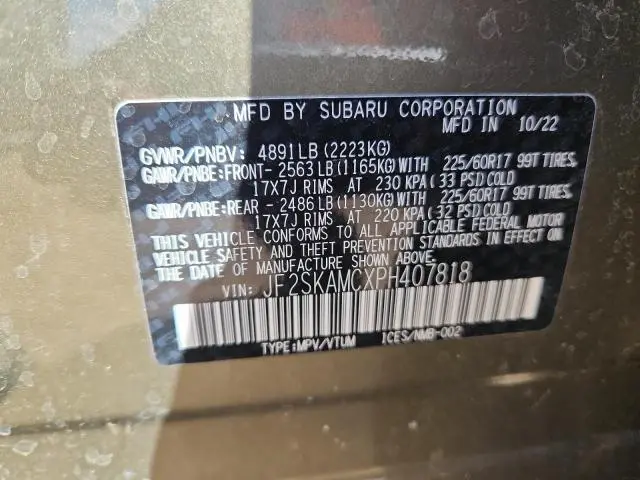 MFD BY SUBARU CORPORATION
MFD IN 10/22
GVWR/PNBV: 4891LB(2223KG)
GAWR/PNBE:FRONT- 2563LB(1165KG)WITH 225/60R17 99T TIRES,
17X7J RIMS AT 230 KPA(33 PSI)COLD
GAWR/PNBE:REAR - 2486LB(1130KG)WITH 225/60R17 99T TIRES,
17X7J RIMS AT 220 KPA(32 PSI)COLD
THIS VEHICLE CONFORMS TO ALL APPLICABLE FEDERAL MOTOR
VEHICLE SAFETY AND THEFT PREVENTION STANDARDS IN EFFECT
ON THE DATE OF MANUFACTURE SHOWN ABOVE.
VIN: JF2SKAMCXPH407818
TYPE:MPV/VTUM ICES/NMB-002